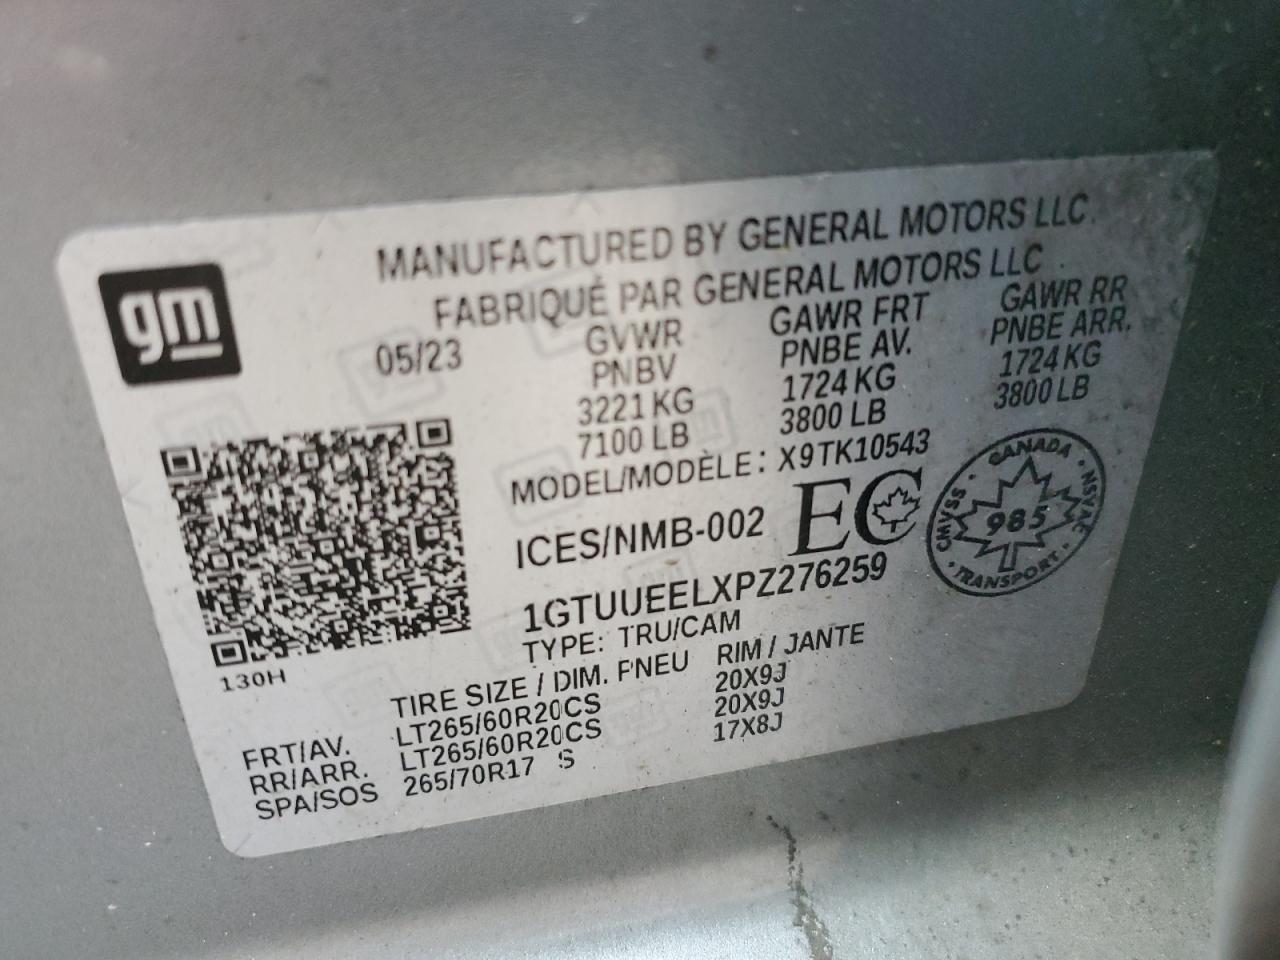 gm
MANUFACTURED BY GENERAL MOTORS LLC
FABRIQUÉ PAR GENERAL MOTORS LLC
05/23
GVWR GAWR FRT GAWR RR
PNBV PNBE AV. PNBE ARR.
3221 KG 1724 KG 1724 KG
7100 LB 3800 LB 3800 LB
MODEL/MODÈLE: X9TK10543
ICES/NMB-002 EC
CANADA · CMVSS · NSVAC · TRANSPORT
985
1GTUUEELXPZ276259
TYPE: TRU/CAM
130H
TIRE SIZE / DIM. PNEU RIM / JANTE
FRT/AV. LT265/60R20CS 20X9J
RR/ARR. LT265/60R20CS 20X9J
SPA/SOS 265/70R17 S 17X8J